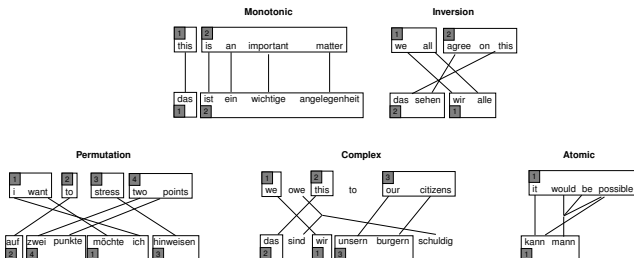 Monotonic
1 2
this is an important matter
das ist ein wichtige angelegenheit
1 2
Inversion
1 2
we all agree on this
das sehen wir alle
2 1
Permutation
1 2 3 4
i want to stress two points
auf zwei punkte möchte ich hinweisen
2 4 1 3
Complex
1 2 3
we owe this to our citizens
das sind wir unsern burgern schuldig
2 1 3
Atomic
1
it would be possible
kann mann
1